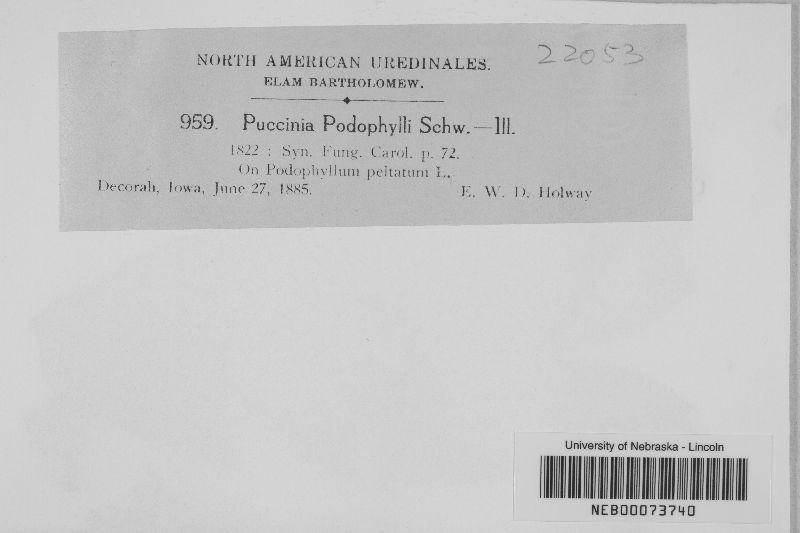 NORTH AMERICAN UREDINALES.
22053
ELAM BARTHOLOMEW.
959. Puccinia Podophylli Schw.—III.
1822 : Syn. Fung. Carol. p. 72.
On Podophyllum peltatum L.
Decorah, Iowa, June 27, 1885. E. W. D. Holway
University of Nebraska - Lincoln
NEB00073740